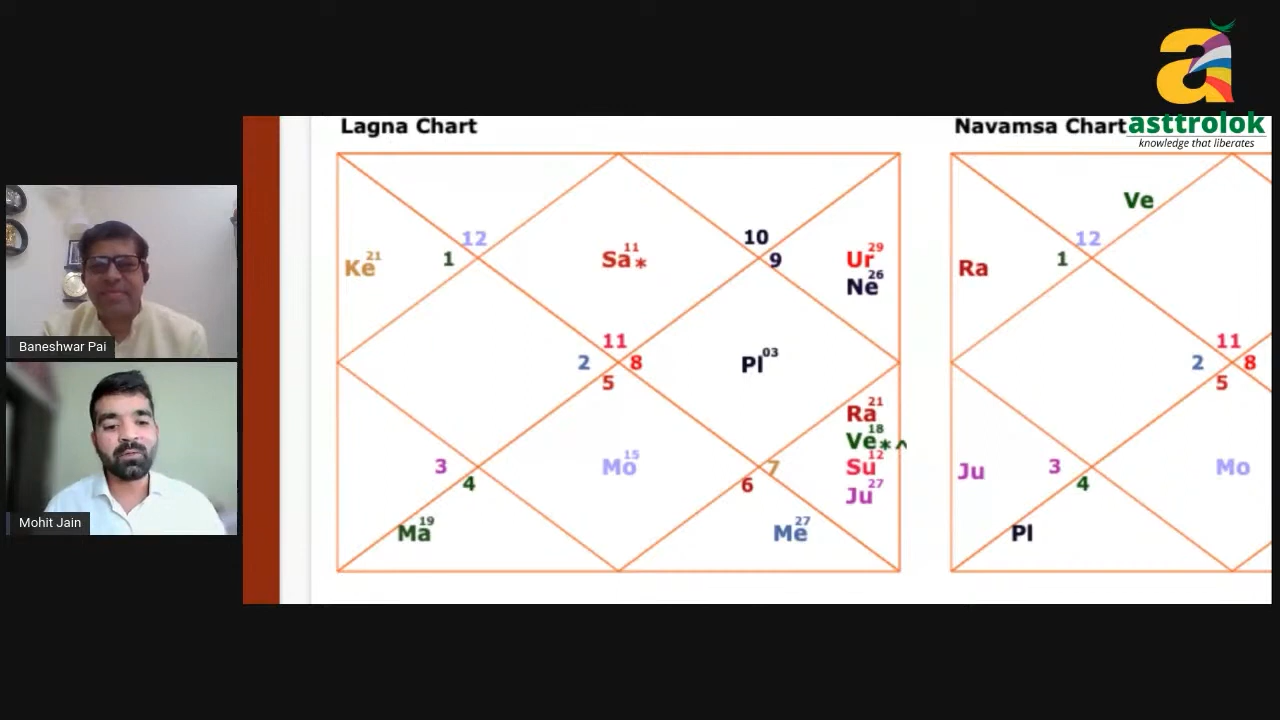 asttrolok
knowledge that liberates
Lagna Chart
Navamsa Chart
12
1
Ke 21
Sa* 11
10
9
Ur 29
Ne 26
11
2
8
5
Pl 03
3
4
Ma 19
Mo 15
7
6
Ra 21
Ve*^ 18
Su 12
Ju 27
Me 27
Ve
12
1
Ra
11
2
8
5
Ju
3
4
Pl
Mo
Baneshwar Pai
Mohit Jain